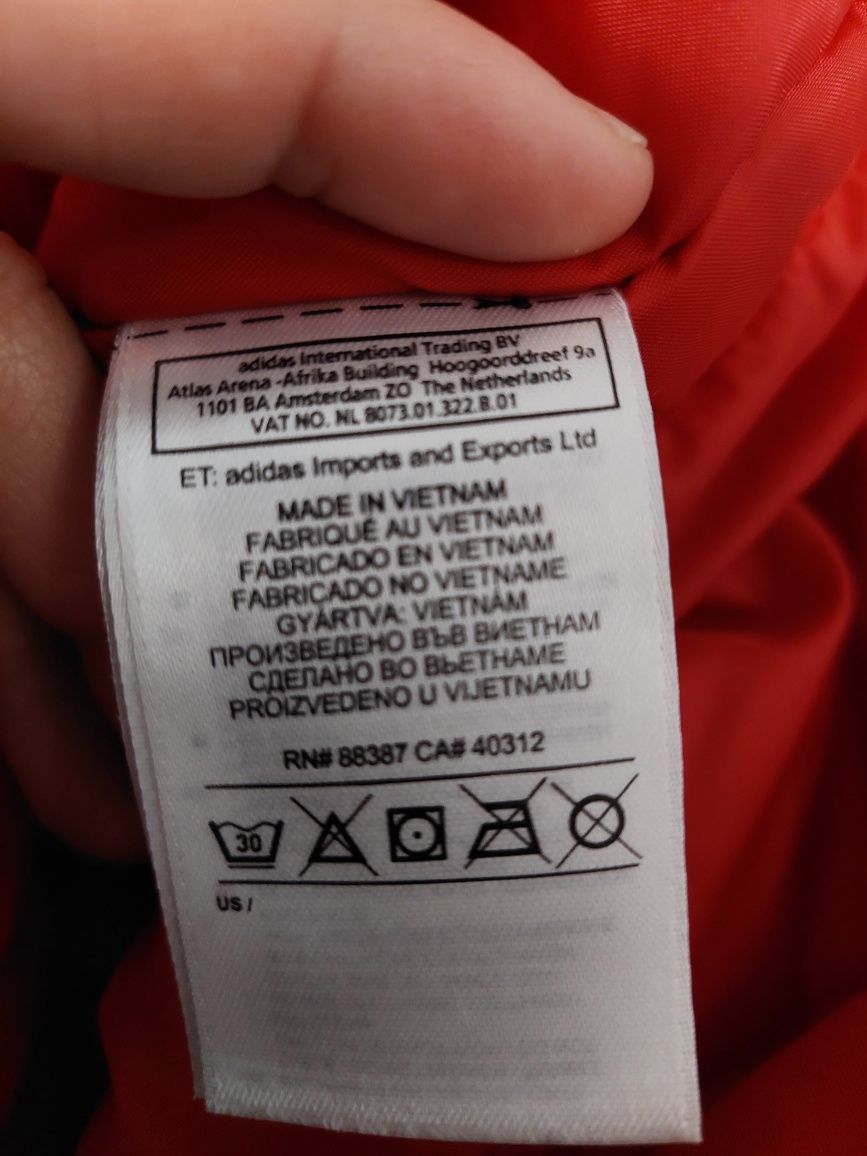 adidas International Trading BV
Atlas Arena -Afrika Building Hoogoorddreef 9a
1101 BA Amsterdam ZO The Netherlands
VAT NO. NL 8073.01.322.B.01
ET: adidas Imports and Exports Ltd
MADE IN VIETNAM
FABRIQUÉ AU VIETNAM
FABRICADO EN VIETNAM
FABRICADO NO VIETNAME
GYÁRTVA: VIETNÁM
ПРОИЗВЕДЕНО ВЪВ ВИЕТНАМ
СДЕЛАНО ВО ВЬЕТНАМЕ
PROIZVEDENO U VIJETNAMU
RN# 88387 CA# 40312
30
US /